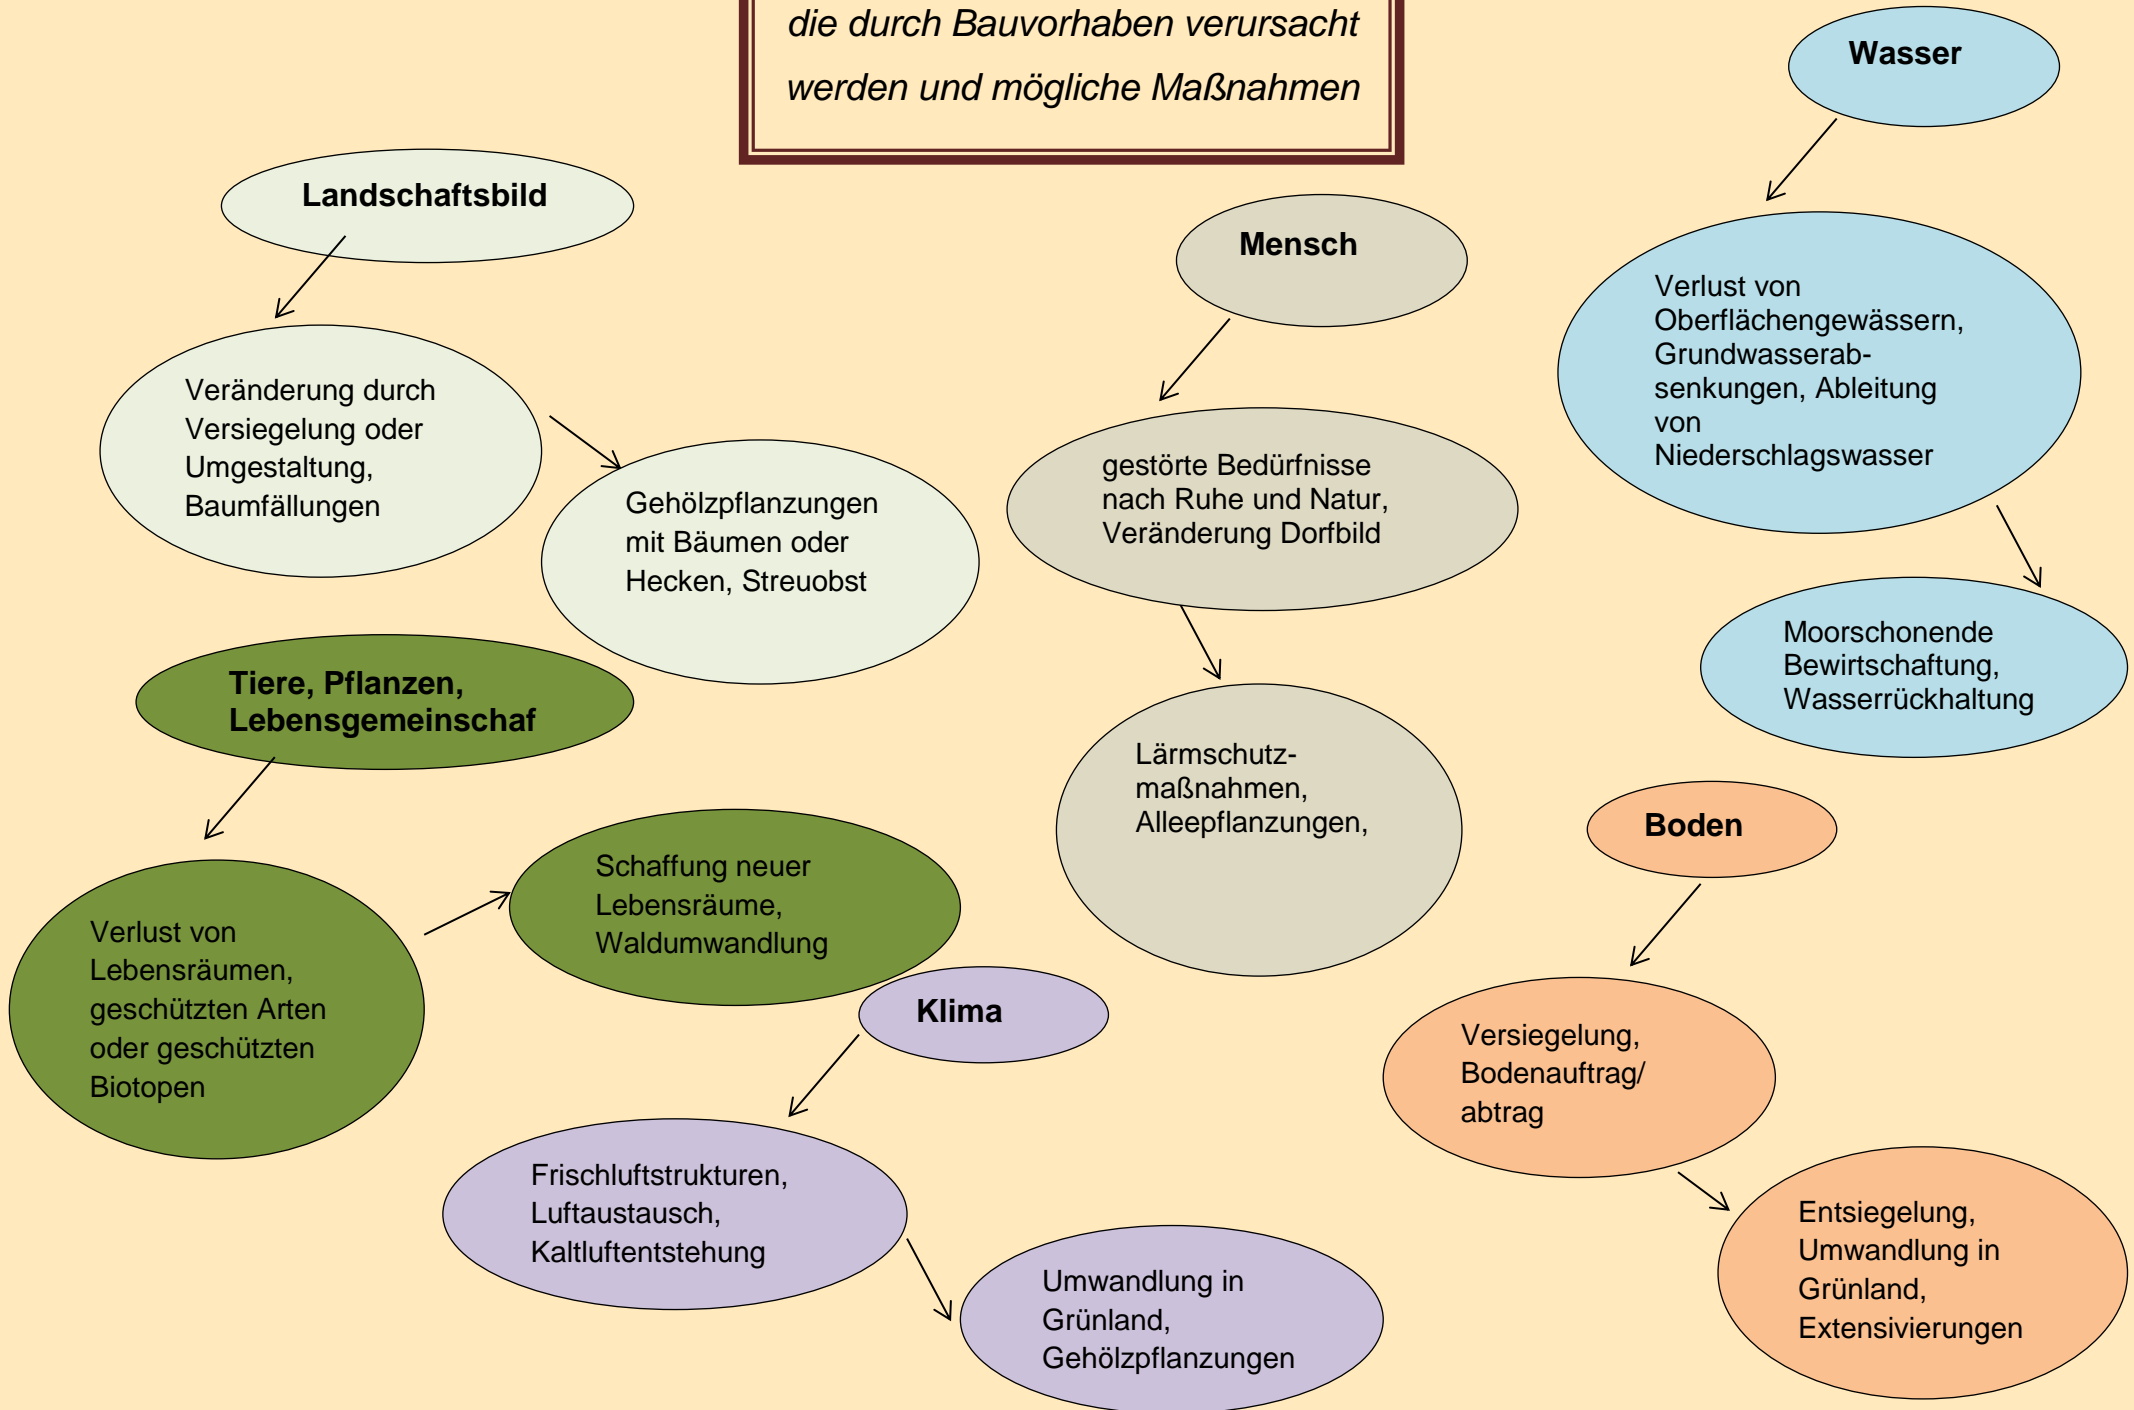 die durch Bauvorhaben verursacht
werden und mögliche Maßnahmen
Landschaftsbild
Veränderung durch
Versiegelung oder
Umgestaltung,
Baumfällungen
Gehölzpflanzungen
mit Bäumen oder
Hecken, Streuobst
Tiere, Pflanzen,
Lebensgemeinschaf
Verlust von
Lebensräumen,
geschützten Arten
oder geschützten
Biotopen
Schaffung neuer
Lebensräume,
Waldumwandlung
Klima
Frischluftstrukturen,
Luftaustausch,
Kaltluftentstehung
Umwandlung in
Grünland,
Gehölzpflanzungen
Mensch
gestörte Bedürfnisse
nach Ruhe und Natur,
Veränderung Dorfbild
Lärmschutz-
maßnahmen,
Alleepflanzungen,
Wasser
Verlust von
Oberflächengewässern,
Grundwasserab-
senkungen, Ableitung
von
Niederschlagswasser
Moorschonende
Bewirtschaftung,
Wasserrückhaltung
Boden
Versiegelung,
Bodenauftrag/
abtrag
Entsiegelung,
Umwandlung in
Grünland,
Extensivierungen